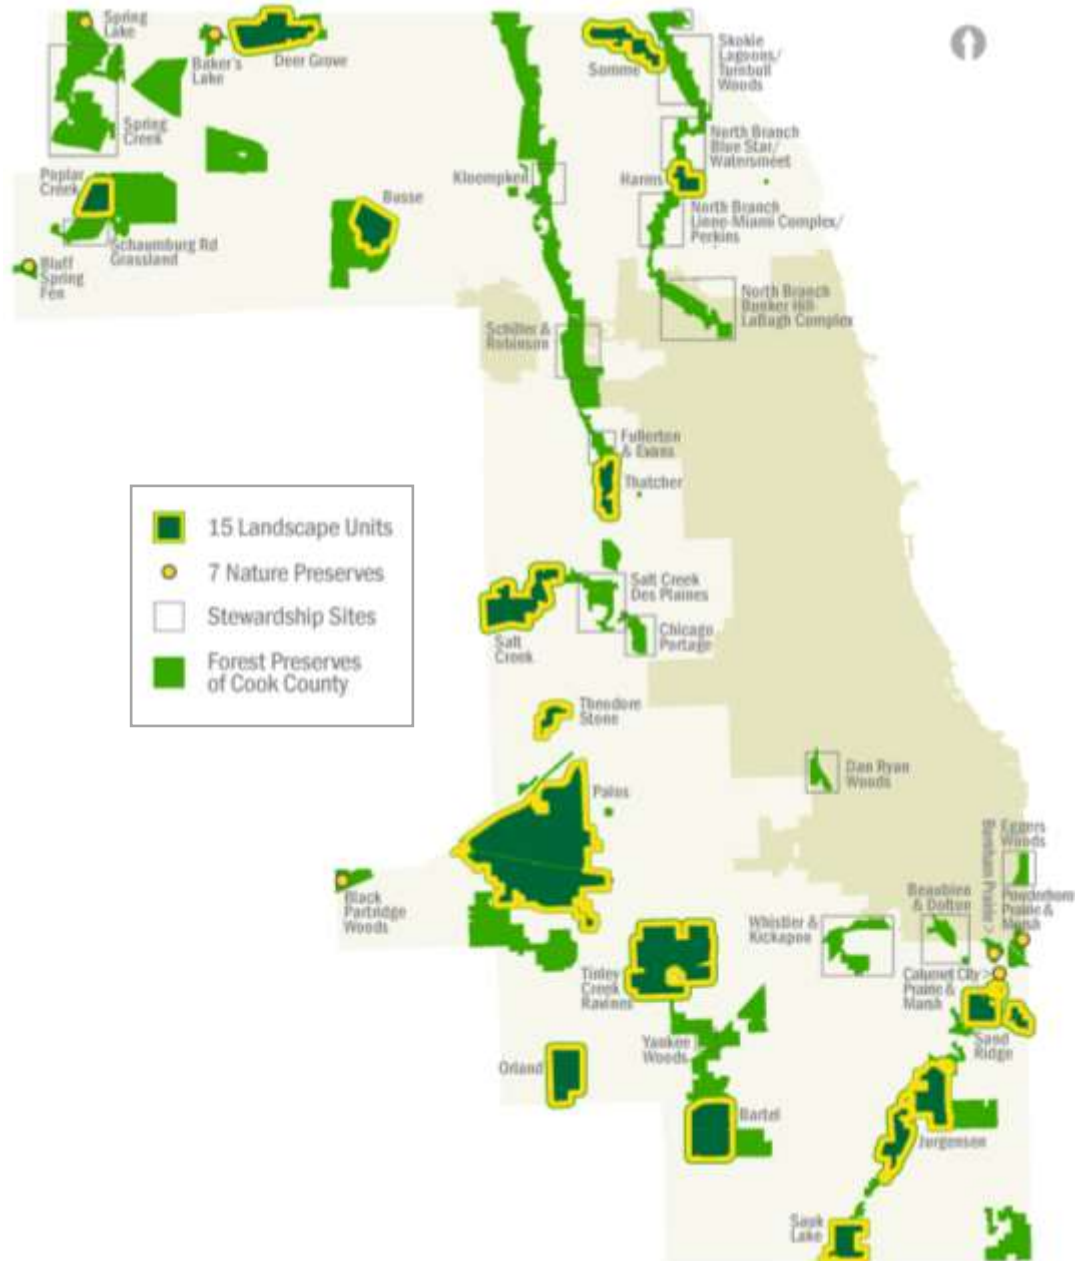 Spring
Lake
Baker's
Lake
Deer Grove
Somme
Skokie
Lagoons/
Turnbull
Woods
Spring
Creek
North Branch
Blue Star/
Watersmeet
Poplar
Creek
Kloempken
Harms
Busse
North Branch
Linne-Miami Complex/
Perkins
Schaumburg Rd
Grassland
Bluff
Spring
Fen
North Branch
Bunker Hill-
LaBagh Complex
Schiller &
Robinson
Fullerton
& Evans
Thatcher
15 Landscape Units
7 Nature Preserves
Stewardship Sites
Forest Preserves
of Cook County
Salt Creek
Des Plaines
Chicago
Portage
Salt
Creek
Theodore
Stone
Palos
Dan Ryan
Woods
Eggers
Woods
Burnham Prairie >
Powderhorn
Prairie &
Marsh
Black
Partridge
Woods
Beaubien
& Dolton
Whistler &
Kickapoo
Calumet City >
Prairie &
Marsh
Tinley
Creek
Ravines
Sand
Ridge
Yankee
Woods
Orland
Bartel
Jurgensen
Sauk
Lake